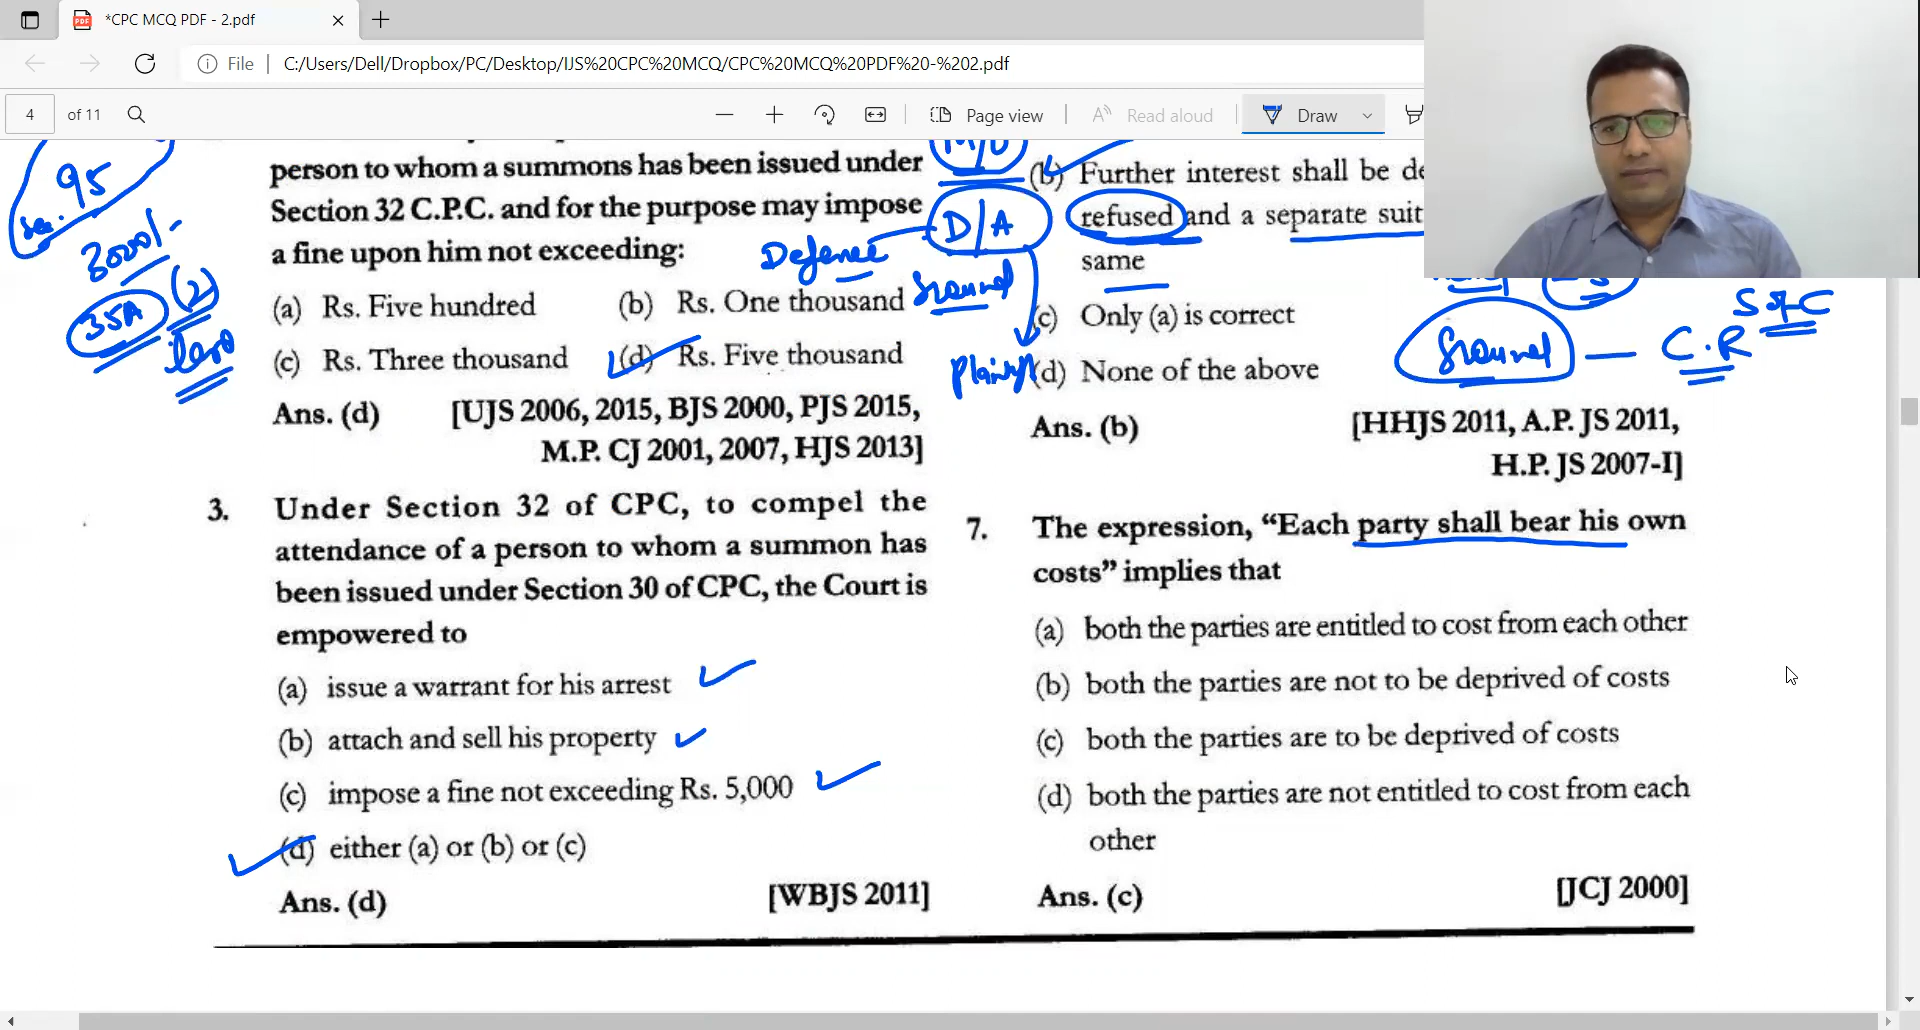 *CPC MCQ PDF - 2.pdf
File
C:/Users/Dell/Dropbox/PC/Desktop/IJS%20CPC%20MCQ/CPC%20MCQ%20PDF%20-%202.pdf
4 of 11
Page view
Read aloud
Draw
sec. 95
3000/-
35A (2)
person to whom a summons has been issued under
Section 32 C.P.C. and for the purpose may impose
a fine upon him not exceeding:
(a) Rs. Five hundred
(b) Rs. One thousand
(c) Rs. Three thousand
(d) Rs. Five thousand
Ans. (d) [UJS 2006, 2015, BJS 2000, PJS 2015,
M.P. CJ 2001, 2007, HJS 2013]
3. Under Section 32 of CPC, to compel the
attendance of a person to whom a summon has
been issued under Section 30 of CPC, the Court is
empowered to
(a) issue a warrant for his arrest
(b) attach and sell his property
(c) impose a fine not exceeding Rs. 5,000
(d) either (a) or (b) or (c)
Ans. (d) [WBJS 2011]
D/A
Defense
Ground
(b) Further interest shall be de
refused and a separate suit
same
(c) Only (a) is correct
(d) None of the above
Ground — C.R
Ans. (b) [HHJS 2011, A.P. JS 2011,
H.P. JS 2007-I]
7. The expression, “Each party shall bear his own
costs” implies that
(a) both the parties are entitled to cost from each other
(b) both the parties are not to be deprived of costs
(c) both the parties are to be deprived of costs
(d) both the parties are not entitled to cost from each
other
Ans. (c) [JCJ 2000]